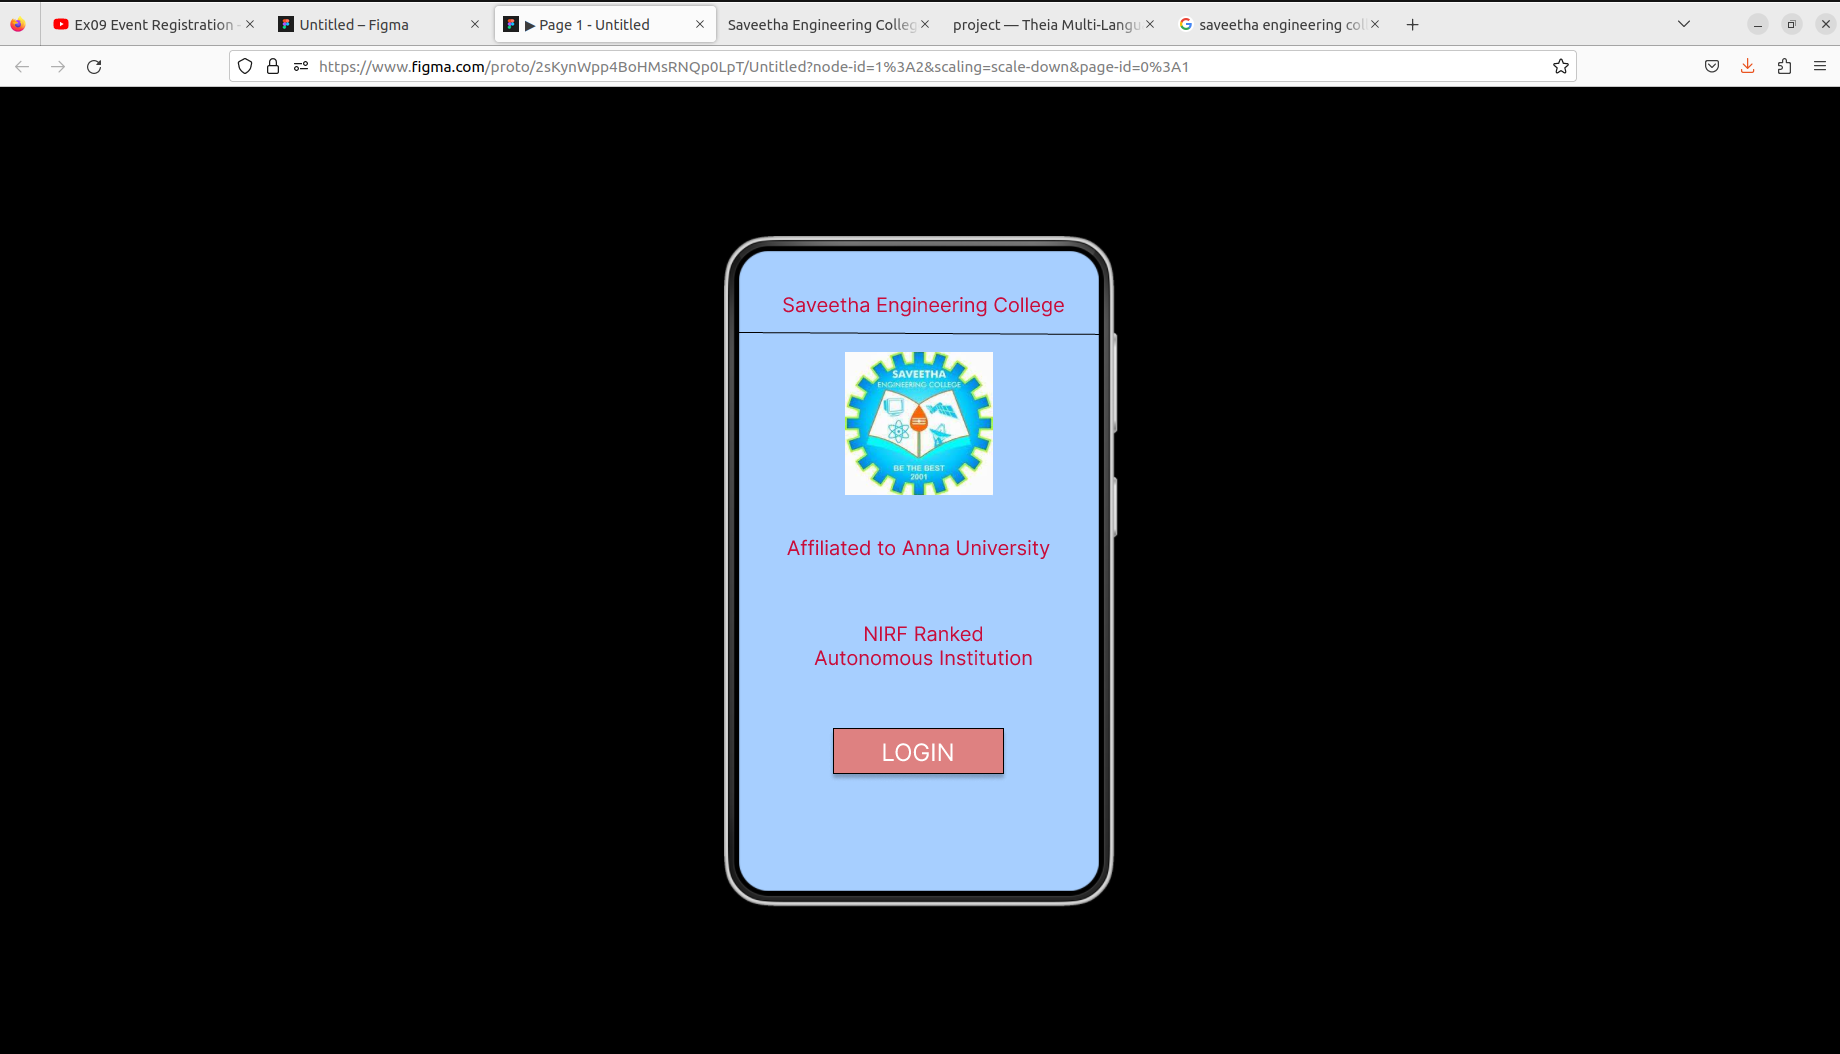 Ex09 Event Registration
Untitled – Figma
▶ Page 1 - Untitled
Saveetha Engineering Colleg
project — Theia Multi-Langu
saveetha engineering col
https://www.figma.com/proto/2sKynWpp4BoHMsRNQp0LpT/Untitled?node-id=1%3A2&scaling=scale-down&page-id=0%3A1
Saveetha Engineering College
SAVEETHA
ENGINEERING COLLEGE
BE THE BEST
2001
Affiliated to Anna University
NIRF Ranked
Autonomous Institution
LOGIN